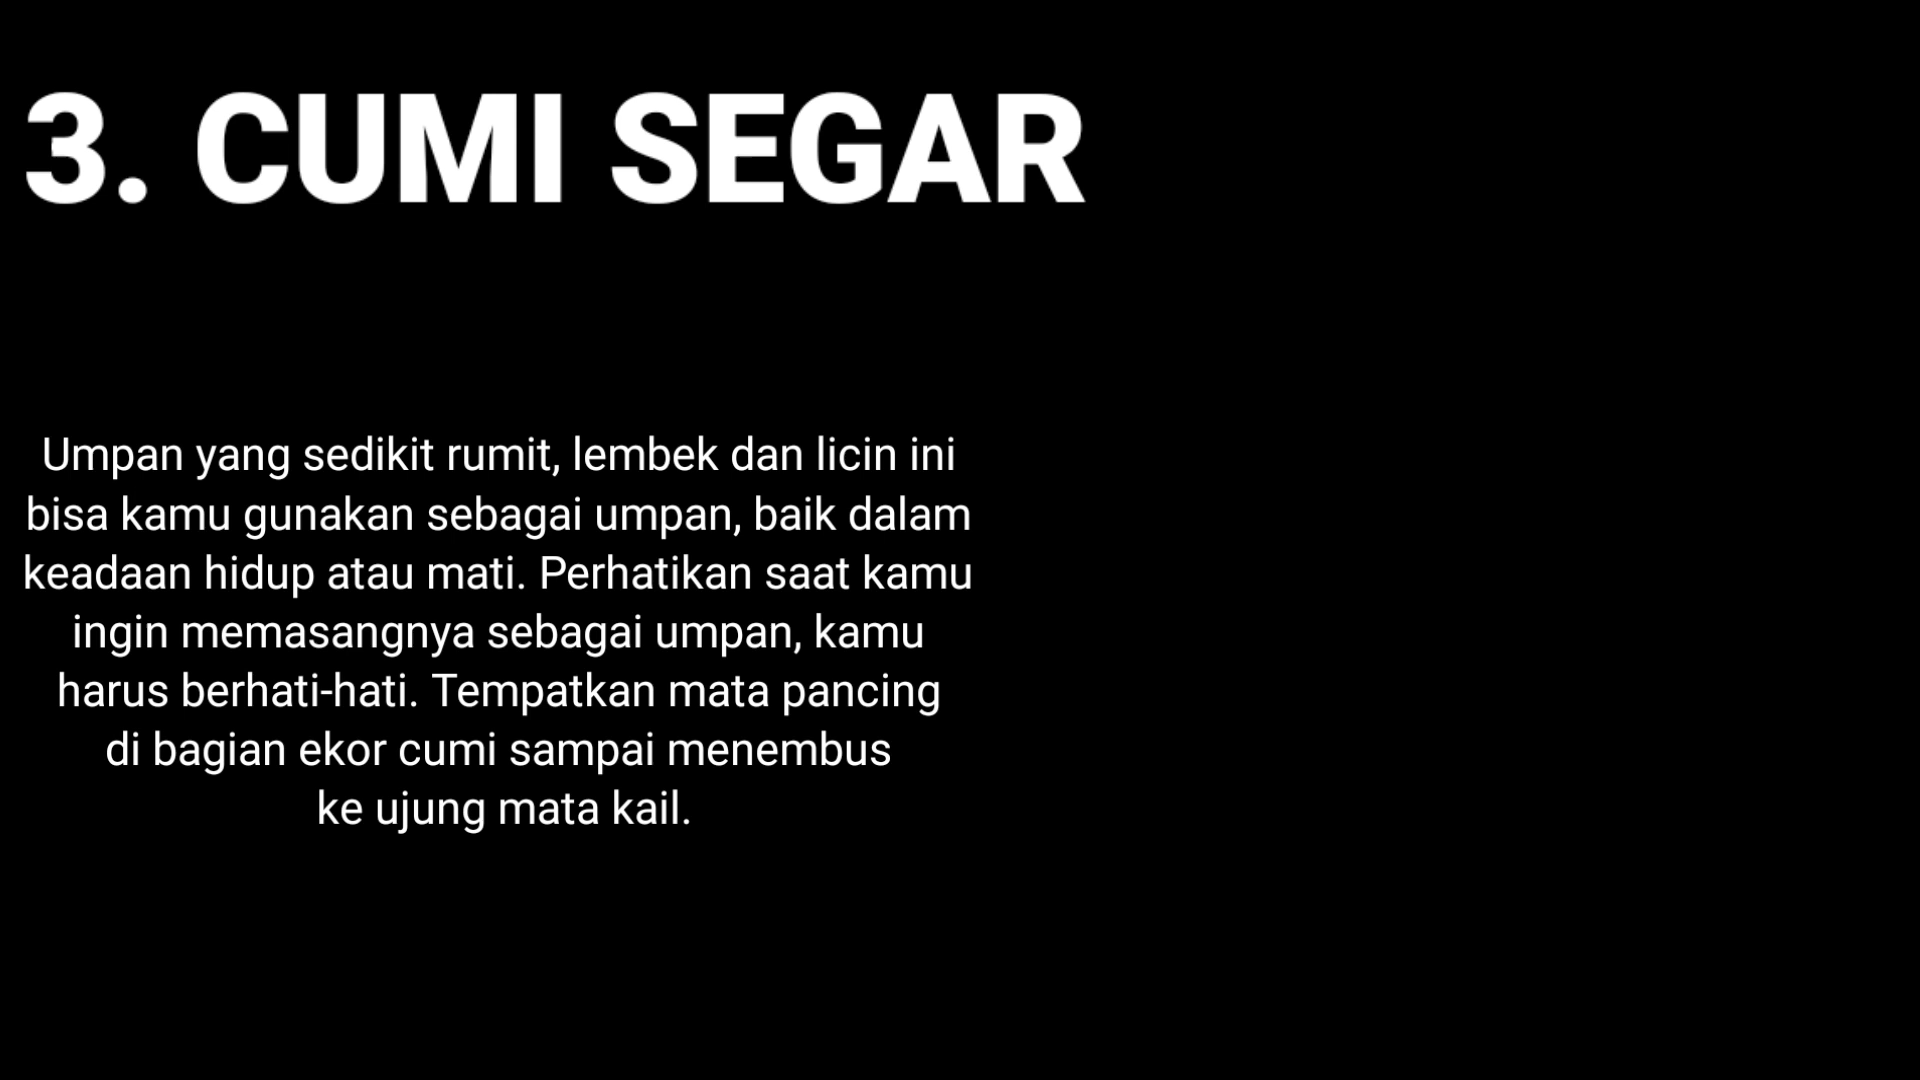 3. CUMI SEGAR
Umpan yang sedikit rumit, lembek dan licin ini
bisa kamu gunakan sebagai umpan, baik dalam
keadaan hidup atau mati. Perhatikan saat kamu
ingin memasangnya sebagai umpan, kamu
harus berhati-hati. Tempatkan mata pancing
di bagian ekor cumi sampai menembus
ke ujung mata kail.